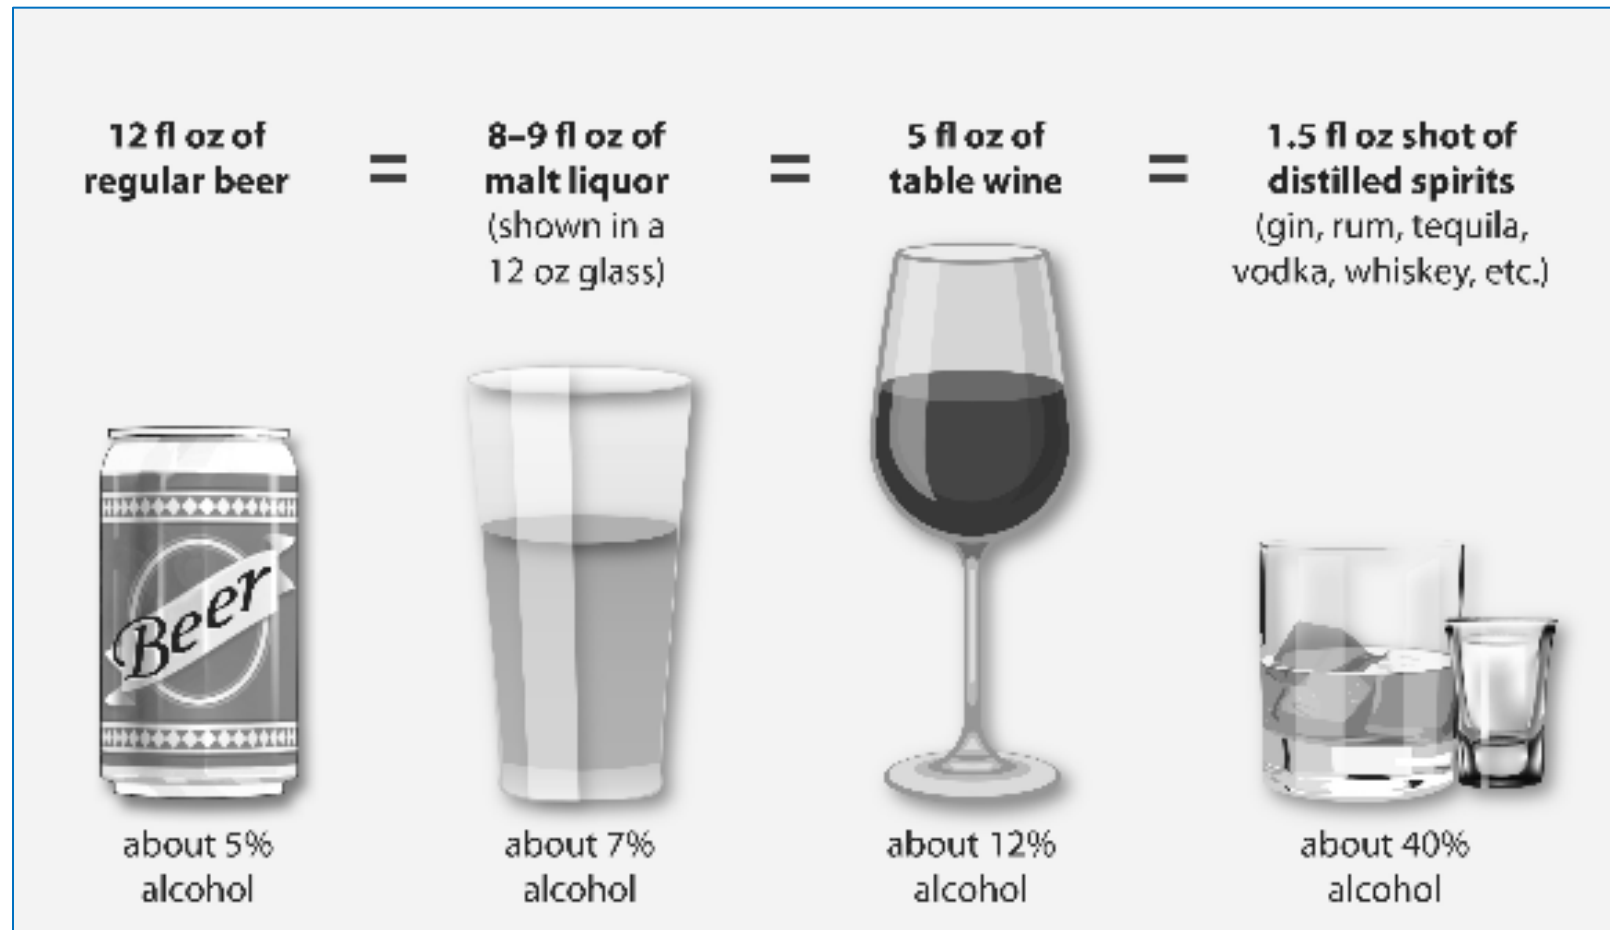 12 fl oz of
regular beer
=
8–9 fl oz of
malt liquor
(shown in a
12 oz glass)
=
5 fl oz of
table wine
=
1.5 fl oz shot of
distilled spirits
(gin, rum, tequila,
vodka, whiskey, etc.)
Beer
about 5%
alcohol
about 7%
alcohol
about 12%
alcohol
about 40%
alcohol